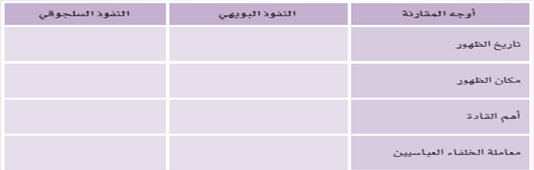 أوجه المقارنة النفوذ البويهي النفوذ السلجوقي
تاريخ الظهور
مكان الظهور
أهم القادة
معاملة الخلفاء العباسيين